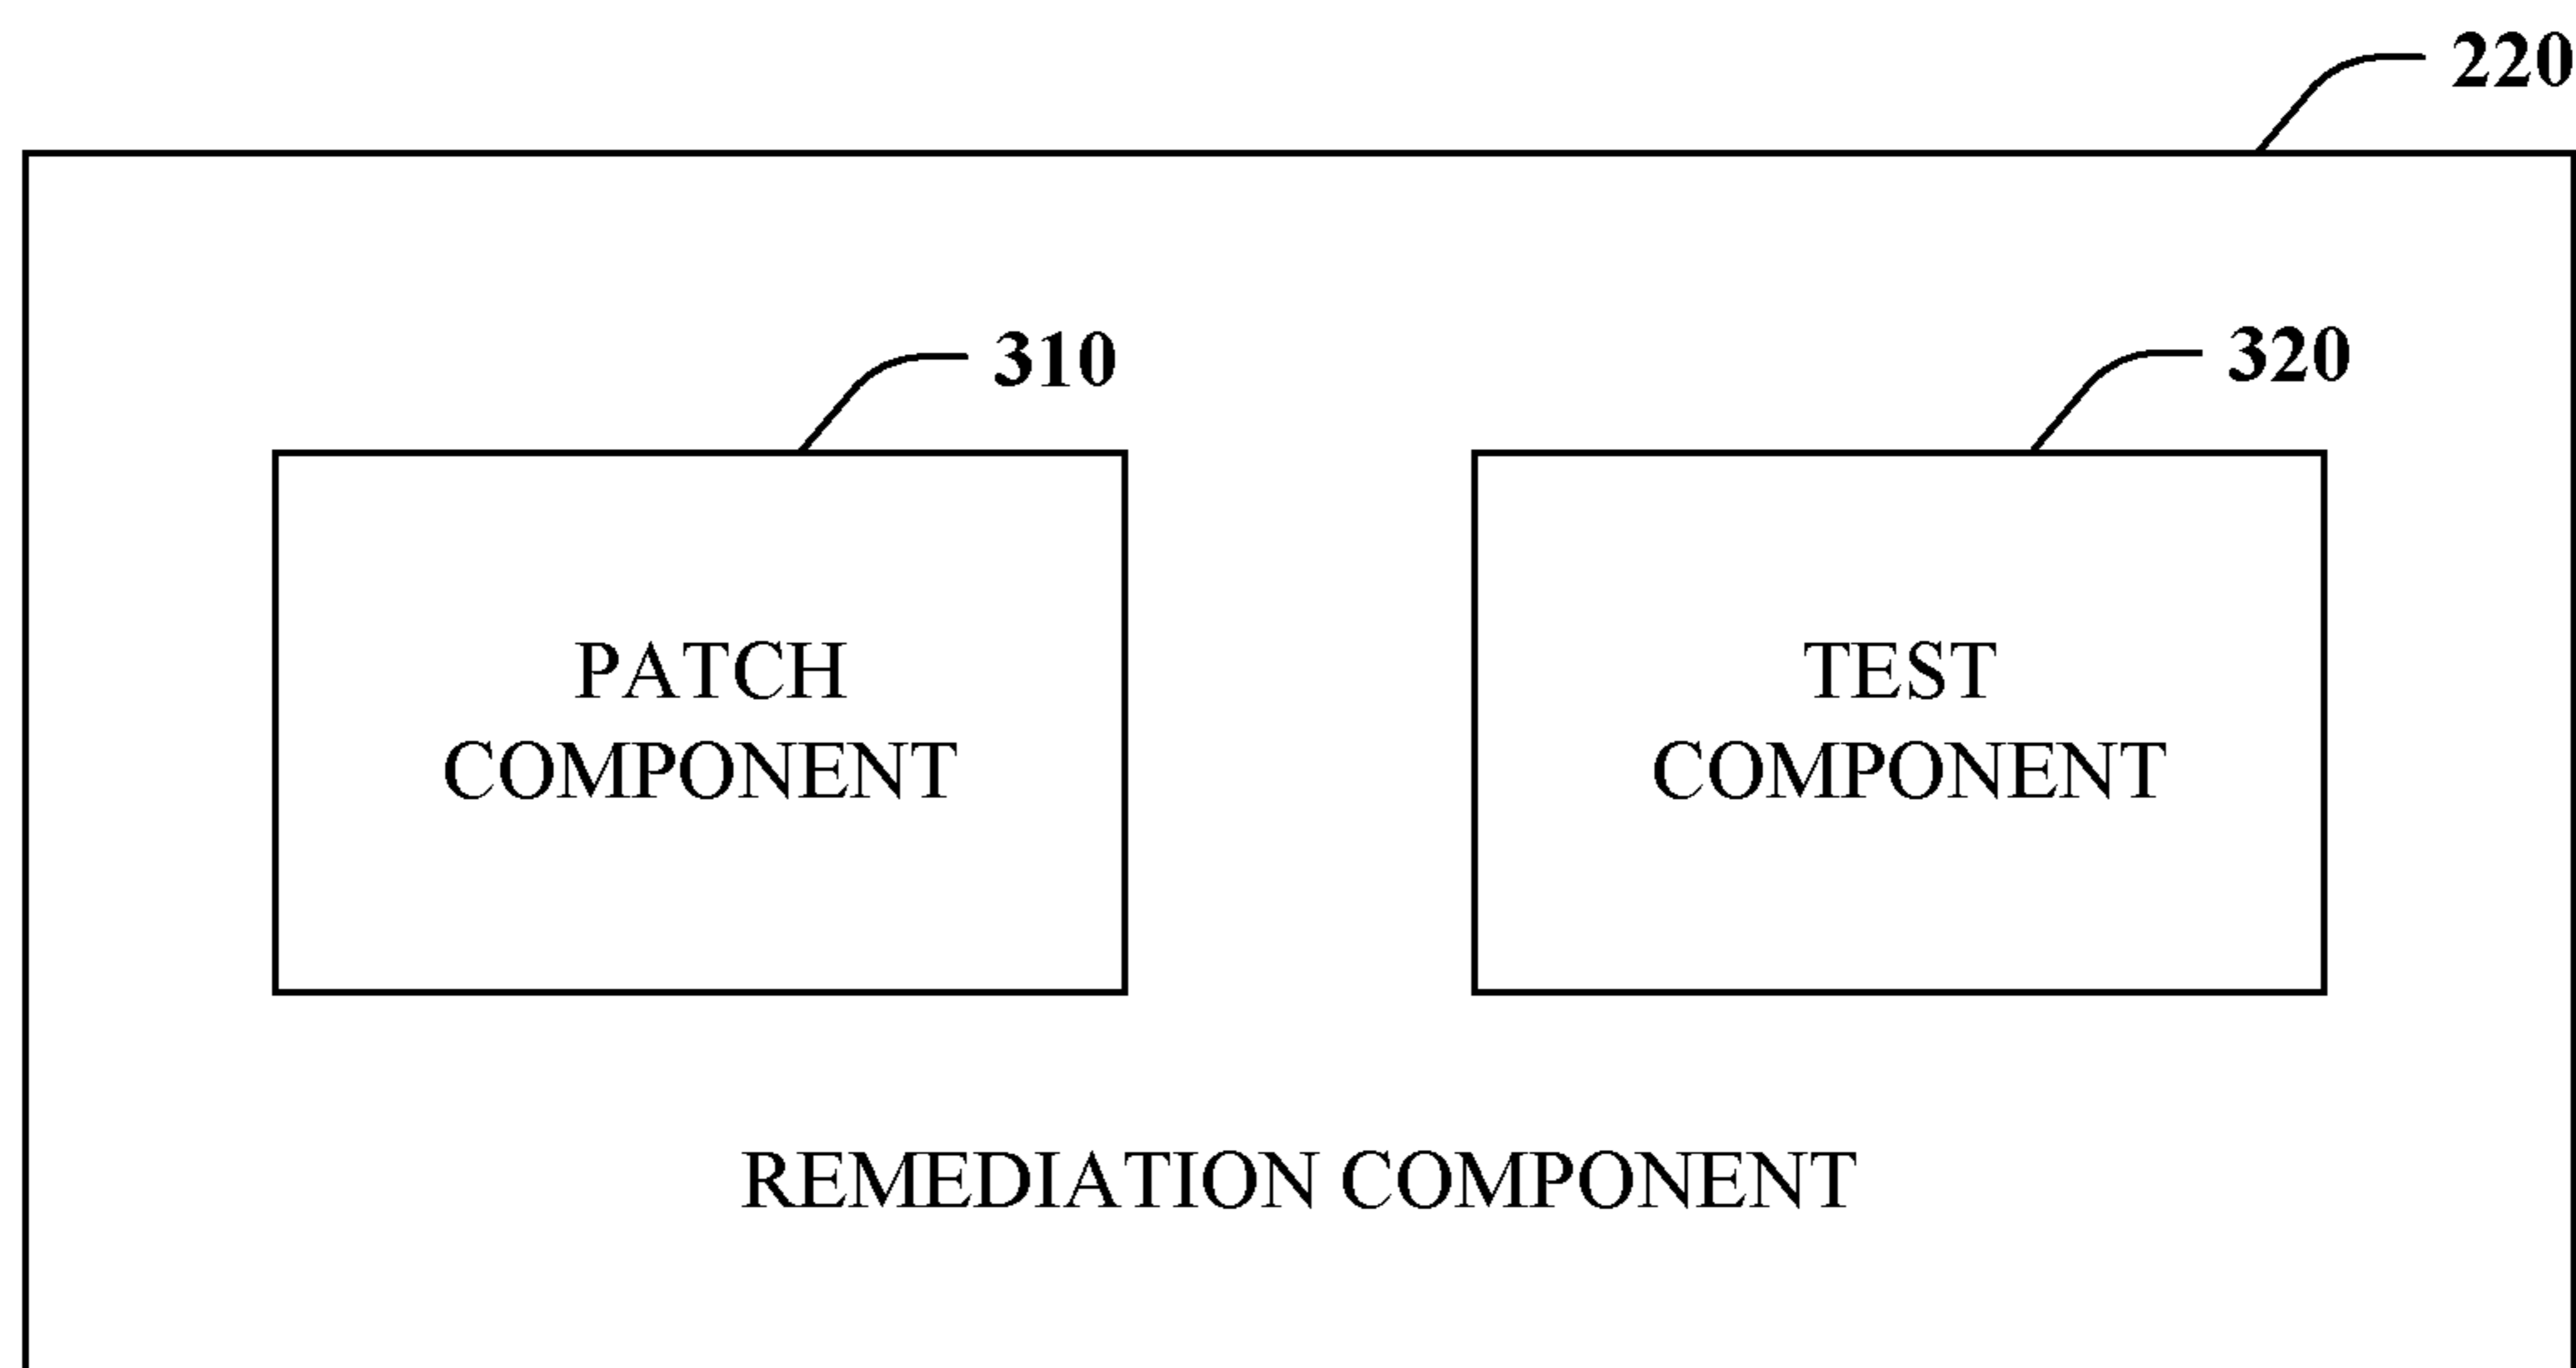 220
310
320
PATCH
COMPONENT
TEST
COMPONENT
REMEDIATION COMPONENT